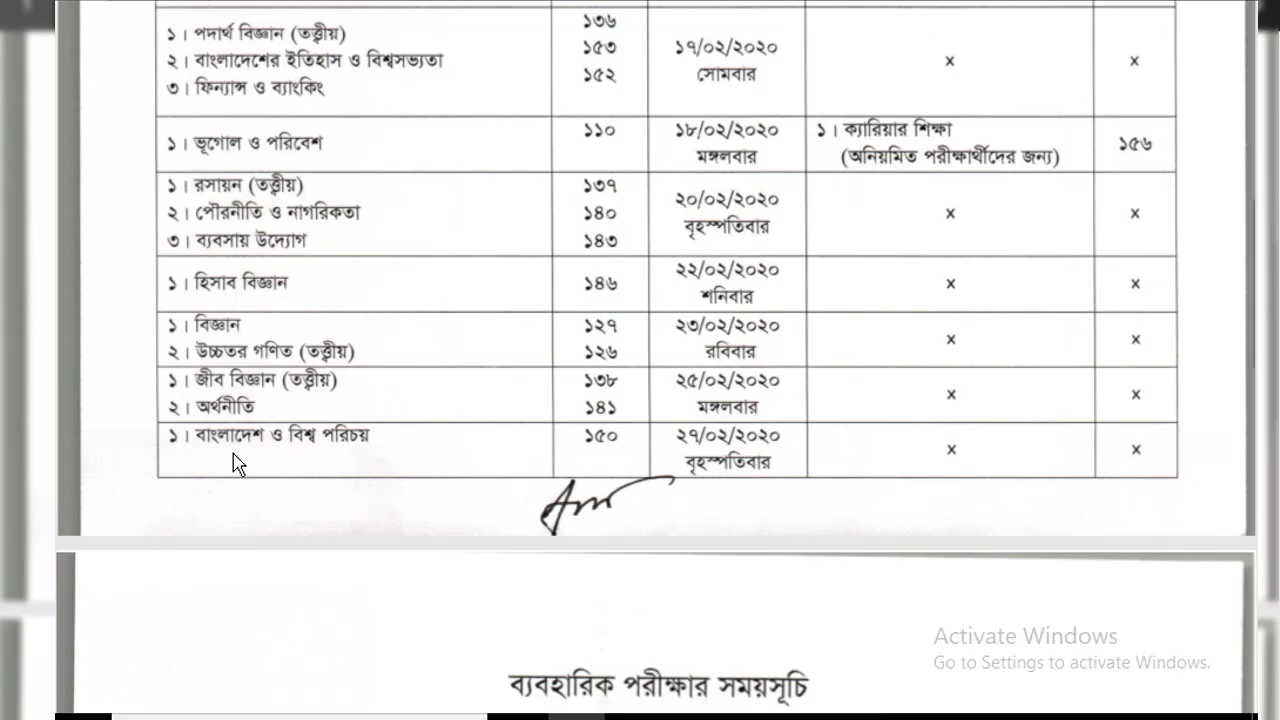 ১। পদার্থ বিজ্ঞান (তত্ত্বীয়) ১৩৬
২। বাংলাদেশের ইতিহাস ও বিশ্বসভ্যতা ১৫৩ ১৭/০২/২০২০ x x
৩। ফিন্যান্স ও ব্যাংকিং ১৫২ সোমবার
১। ভূগোল ও পরিবেশ ১১০ ১৮/০২/২০২০ ১। ক্যারিয়ার শিক্ষা ১৫৬
মঙ্গলবার (অনিয়মিত পরীক্ষার্থীদের জন্য)
১। রসায়ন (তত্ত্বীয়) ১৩৭
২। পৌরনীতি ও নাগরিকতা ১৪০ ২০/০২/২০২০ x x
৩। ব্যবসায় উদ্যোগ ১৪৩ বৃহস্পতিবার
১। হিসাব বিজ্ঞান ১৪৬ ২২/০২/২০২০ x x
শনিবার
১। বিজ্ঞান ১২৭ ২৩/০২/২০২০ x x
২। উচ্চতর গণিত (তত্ত্বীয়) ১২৬ রবিবার
১। জীব বিজ্ঞান (তত্ত্বীয়) ১৩৮ ২৫/০২/২০২০ x x
২। অর্থনীতি ১৪১ মঙ্গলবার
১। বাংলাদেশ ও বিশ্ব পরিচয় ১৫০ ২৭/০২/২০২০ x x
বৃহস্পতিবার
Activate Windows
Go to Settings to activate Windows.
ব্যবহারিক পরীক্ষার সময়সূচি